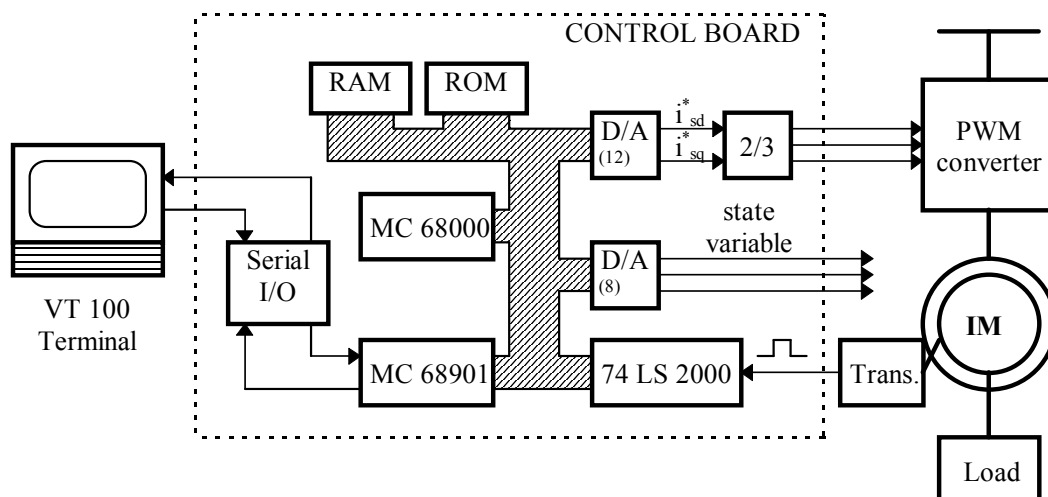 CONTROL BOARD
RAM
ROM
D/A
(12)
i*sd
i*sq
2/3
PWM
converter
MC 68000
state
variable
D/A
(8)
Serial
I/O
VT 100
Terminal
MC 68901
74 LS 2000
Trans.
IM
Load